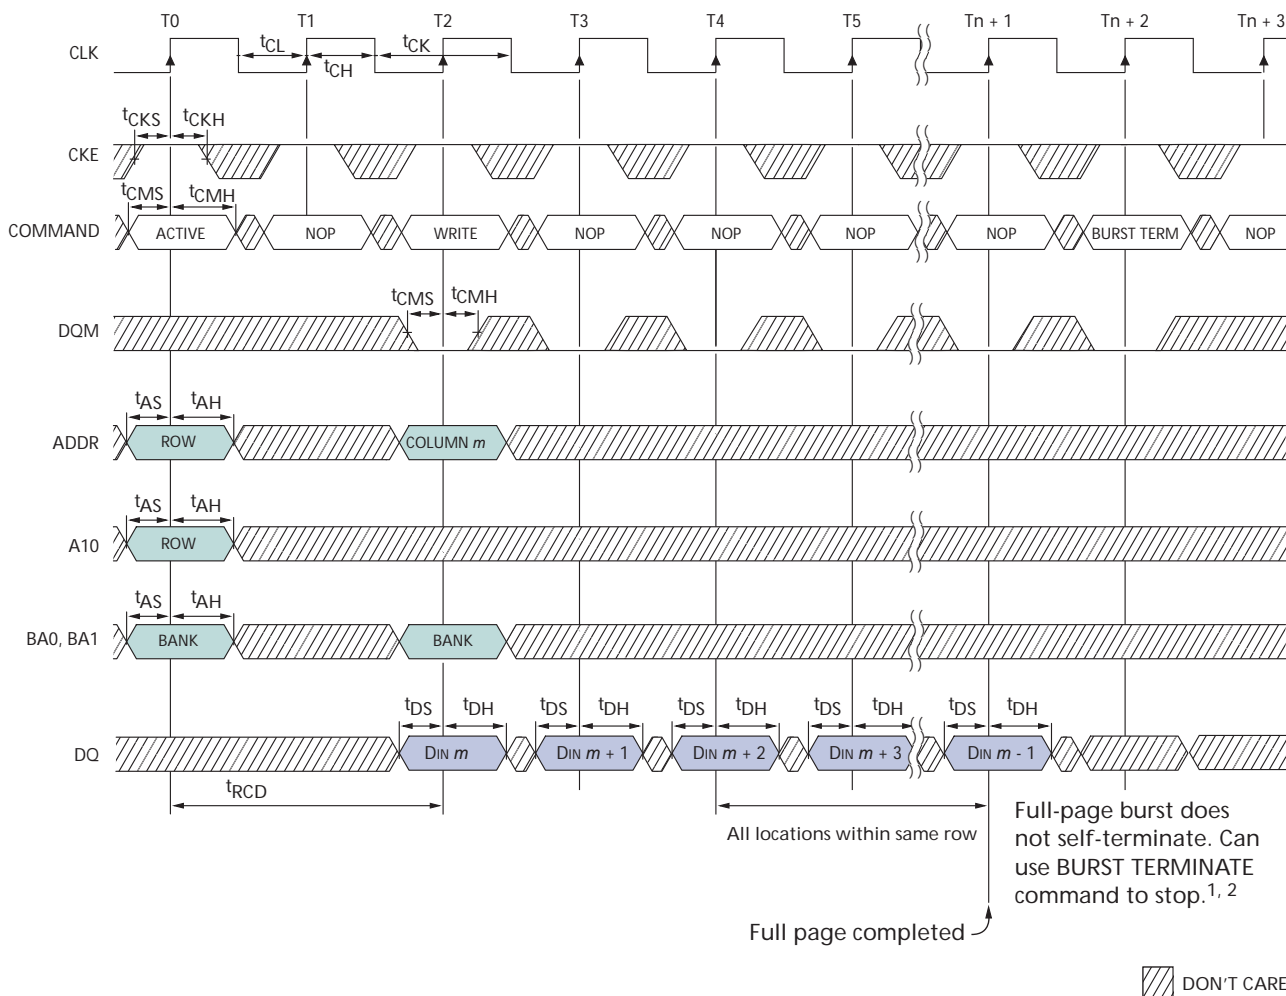 T0 T1 T2 T3 T4 T5 Tn + 1 Tn + 2 Tn + 3
CLK
tCL tCK
tCH
tCKS tCKH
CKE
tCMS tCMH
COMMAND ACTIVE NOP WRITE NOP NOP NOP NOP BURST TERM NOP
tCMS tCMH
DQM
tAS tAH
ADDR ROW COLUMN m
tAS tAH
A10 ROW
tAS tAH
BA0, BA1 BANK BANK
tDS tDH tDS tDH tDS tDH tDS tDH tDS tDH
DQ DIN m DIN m + 1 DIN m + 2 DIN m + 3 DIN m - 1
tRCD
All locations within same row
Full-page burst does
not self-terminate. Can
use BURST TERMINATE
command to stop.1, 2
Full page completed
DON'T CARE